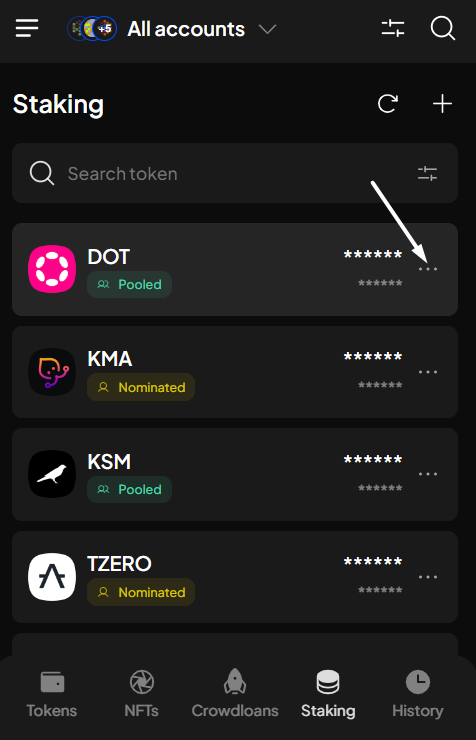 +5 All accounts
Staking
Search token
DOT ******
Pooled ******
KMA ******
Nominated ******
KSM ******
Pooled ******
TZERO ******
Nominated ******
Tokens NFTs Crowdloans Staking History